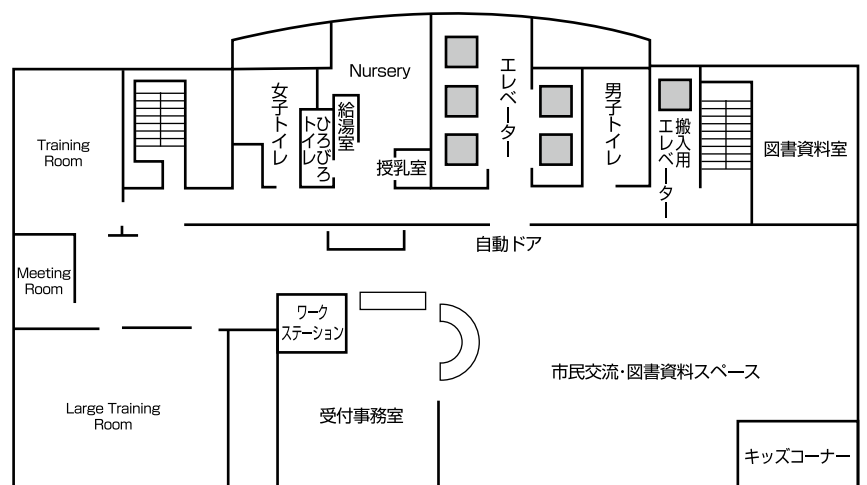 Nursery
エレベーター
女子トイレ
ひろびろ
トイレ
給湯室
男子トイレ
搬入用
エレベーター
Training
Room
図書資料室
授乳室
自動ドア
Meeting
Room
ワーク
ステーション
市民交流・図書資料スペース
Large Training
Room
受付事務室
キッズコーナー